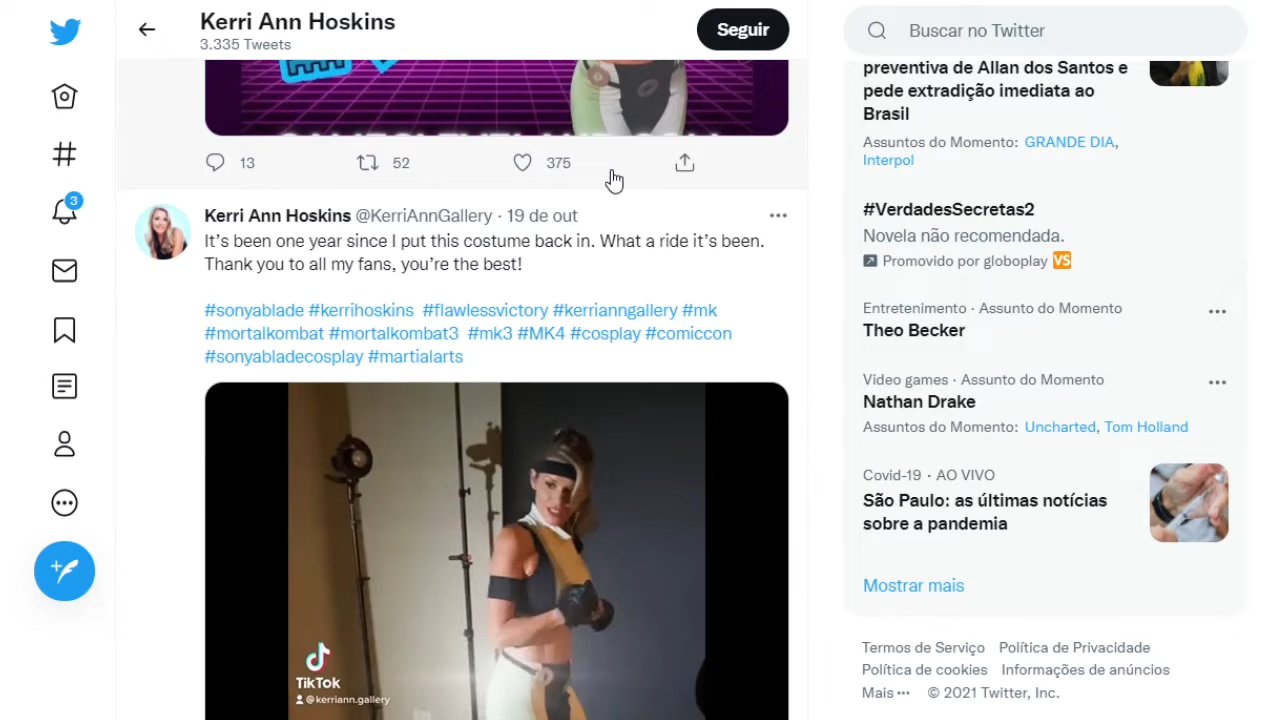 Kerri Ann Hoskins
3.335 Tweets
Seguir
13
52
375
Kerri Ann Hoskins @KerriAnnGallery · 19 de out
It's been one year since I put this costume back in. What a ride it's been.
Thank you to all my fans, you're the best!
#sonyablade #kerrihoskins #flawlessvictory #kerrianngallery #mk
#mortalkombat #mortalkombat3 #mk3 #MK4 #cosplay #comiccon
#sonyabladecosplay #martialarts
TikTok
@kerriann.gallery
3
Buscar no Twitter
preventiva de Allan dos Santos e
pede extradição imediata ao
Brasil
Assuntos do Momento: GRANDE DIA,
Interpol
#VerdadesSecretas2
Novela não recomendada.
Promovido por globoplay VS
Entretenimento · Assunto do Momento
Theo Becker
Video games · Assunto do Momento
Nathan Drake
Assuntos do Momento: Uncharted, Tom Holland
Covid-19 · AO VIVO
São Paulo: as últimas notícias
sobre a pandemia
Mostrar mais
Termos de Serviço Política de Privacidade
Política de cookies Informações de anúncios
Mais ··· © 2021 Twitter, Inc.